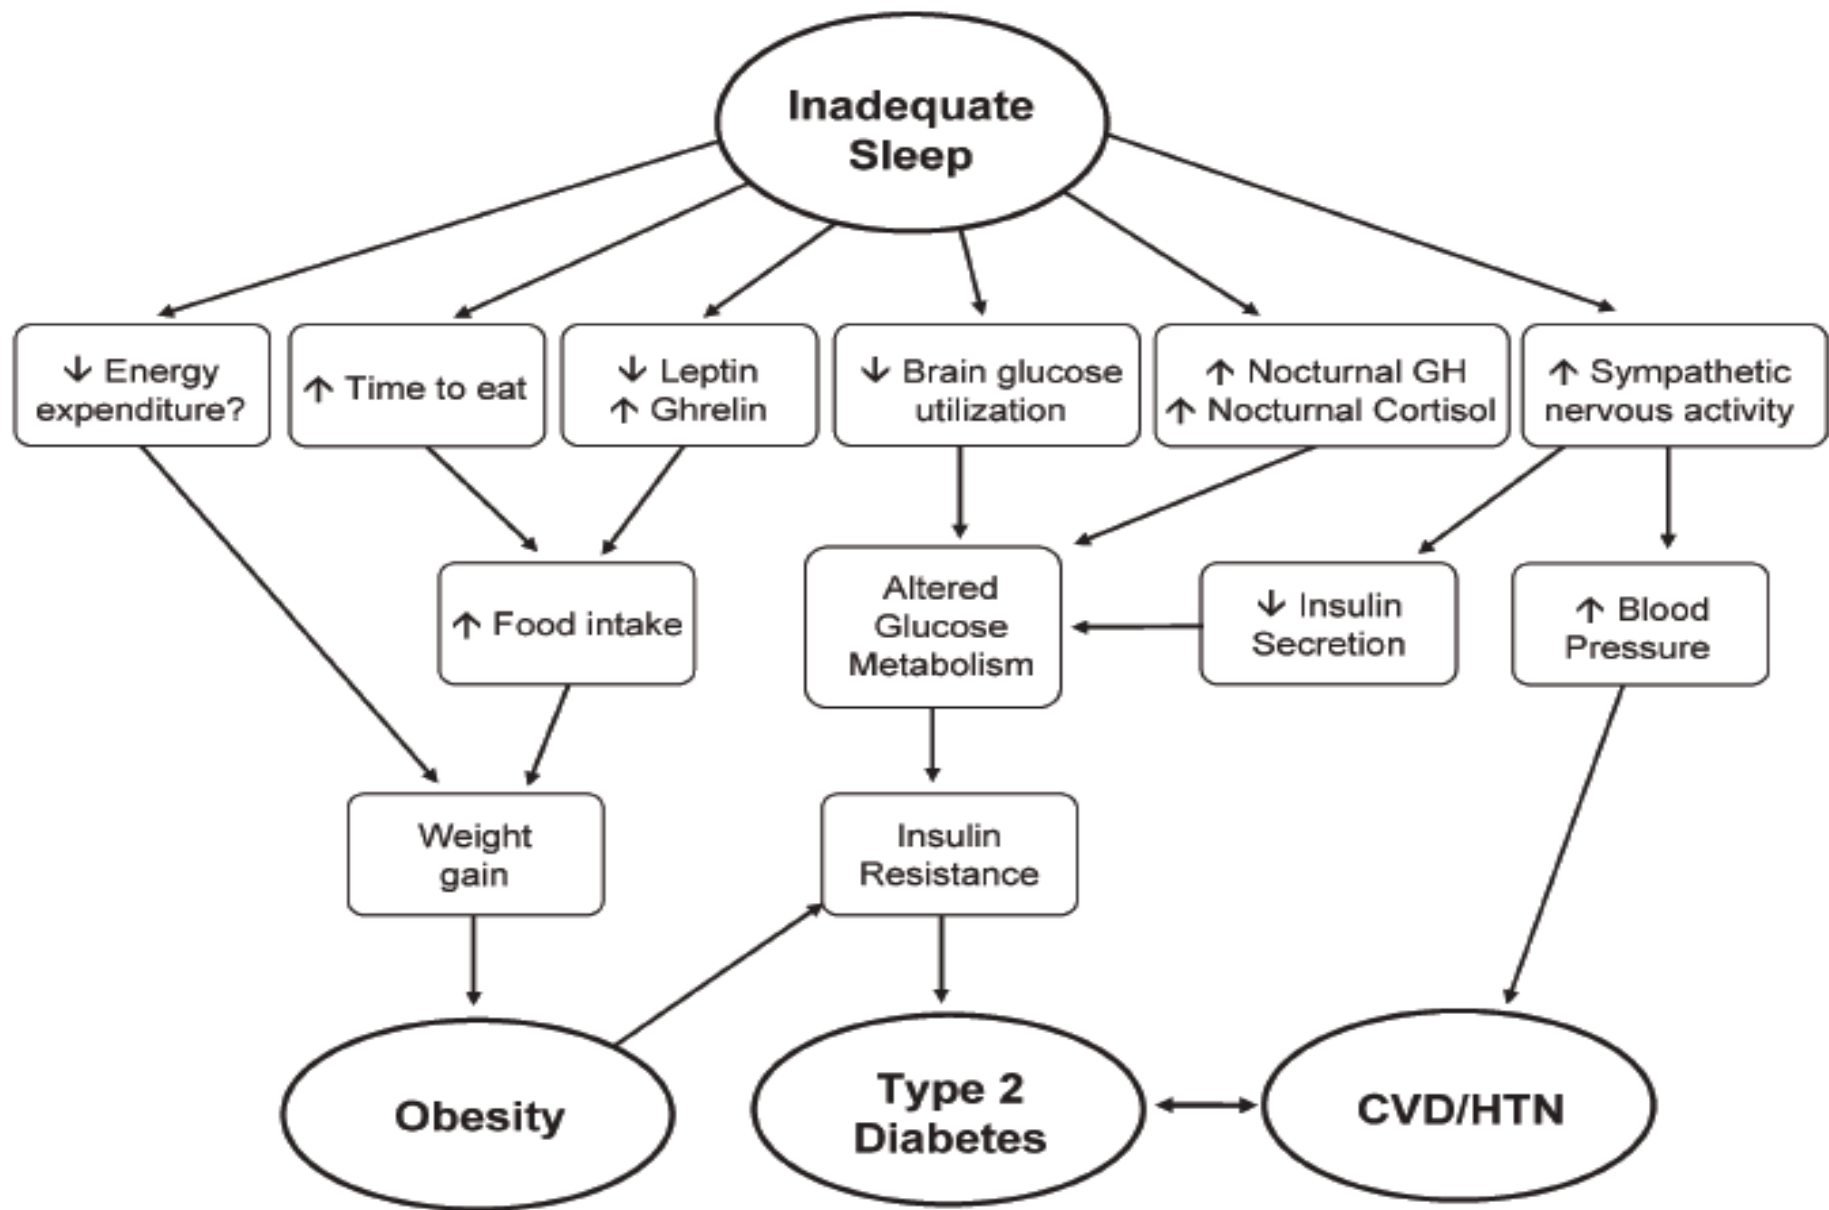 Inadequate
Sleep
↓ Energy
expenditure?
↑ Time to eat
↓ Leptin
↑ Ghrelin
↓ Brain glucose
utilization
↑ Nocturnal GH
↑ Nocturnal Cortisol
↑ Sympathetic
nervous activity
↑ Food intake
Altered
Glucose
Metabolism
↓ Insulin
Secretion
↑ Blood
Pressure
Weight
gain
Insulin
Resistance
Obesity
Type 2
Diabetes
CVD/HTN